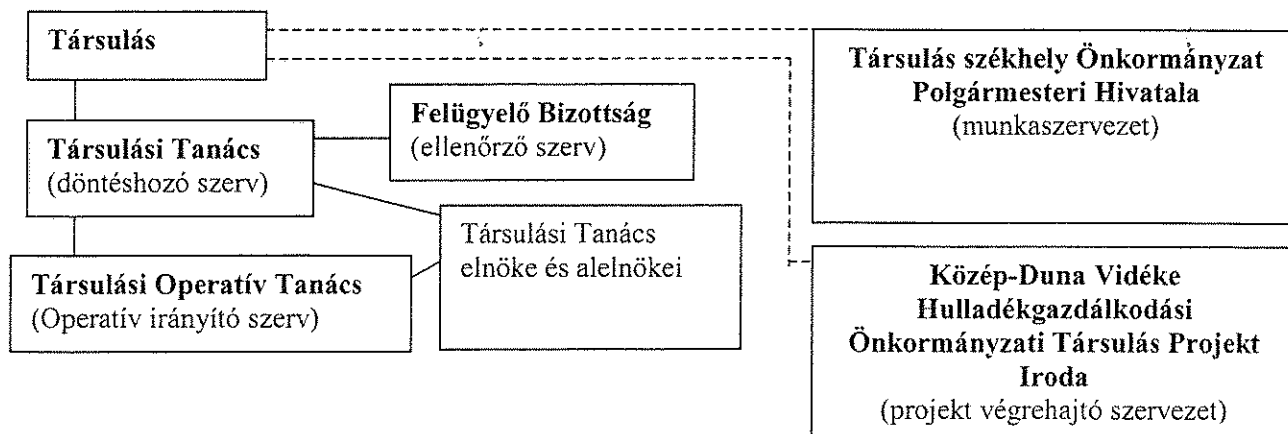 Társulás
Társulási Tanács
(döntéshozó szerv)
Társulási Operatív Tanács
(Operatív irányító szerv)
Felügyelő Bizottság
(ellenőrző szerv)
Társulási Tanács
elnöke és alelnökei
Társulás székhely Önkormányzat
Polgármesteri Hivatala
(munkaszervezet)
Közép-Duna Vidéke
Hulladékgazdálkodási
Önkormányzati Társulás Projekt
Iroda
(projekt végrehajtó szervezet)